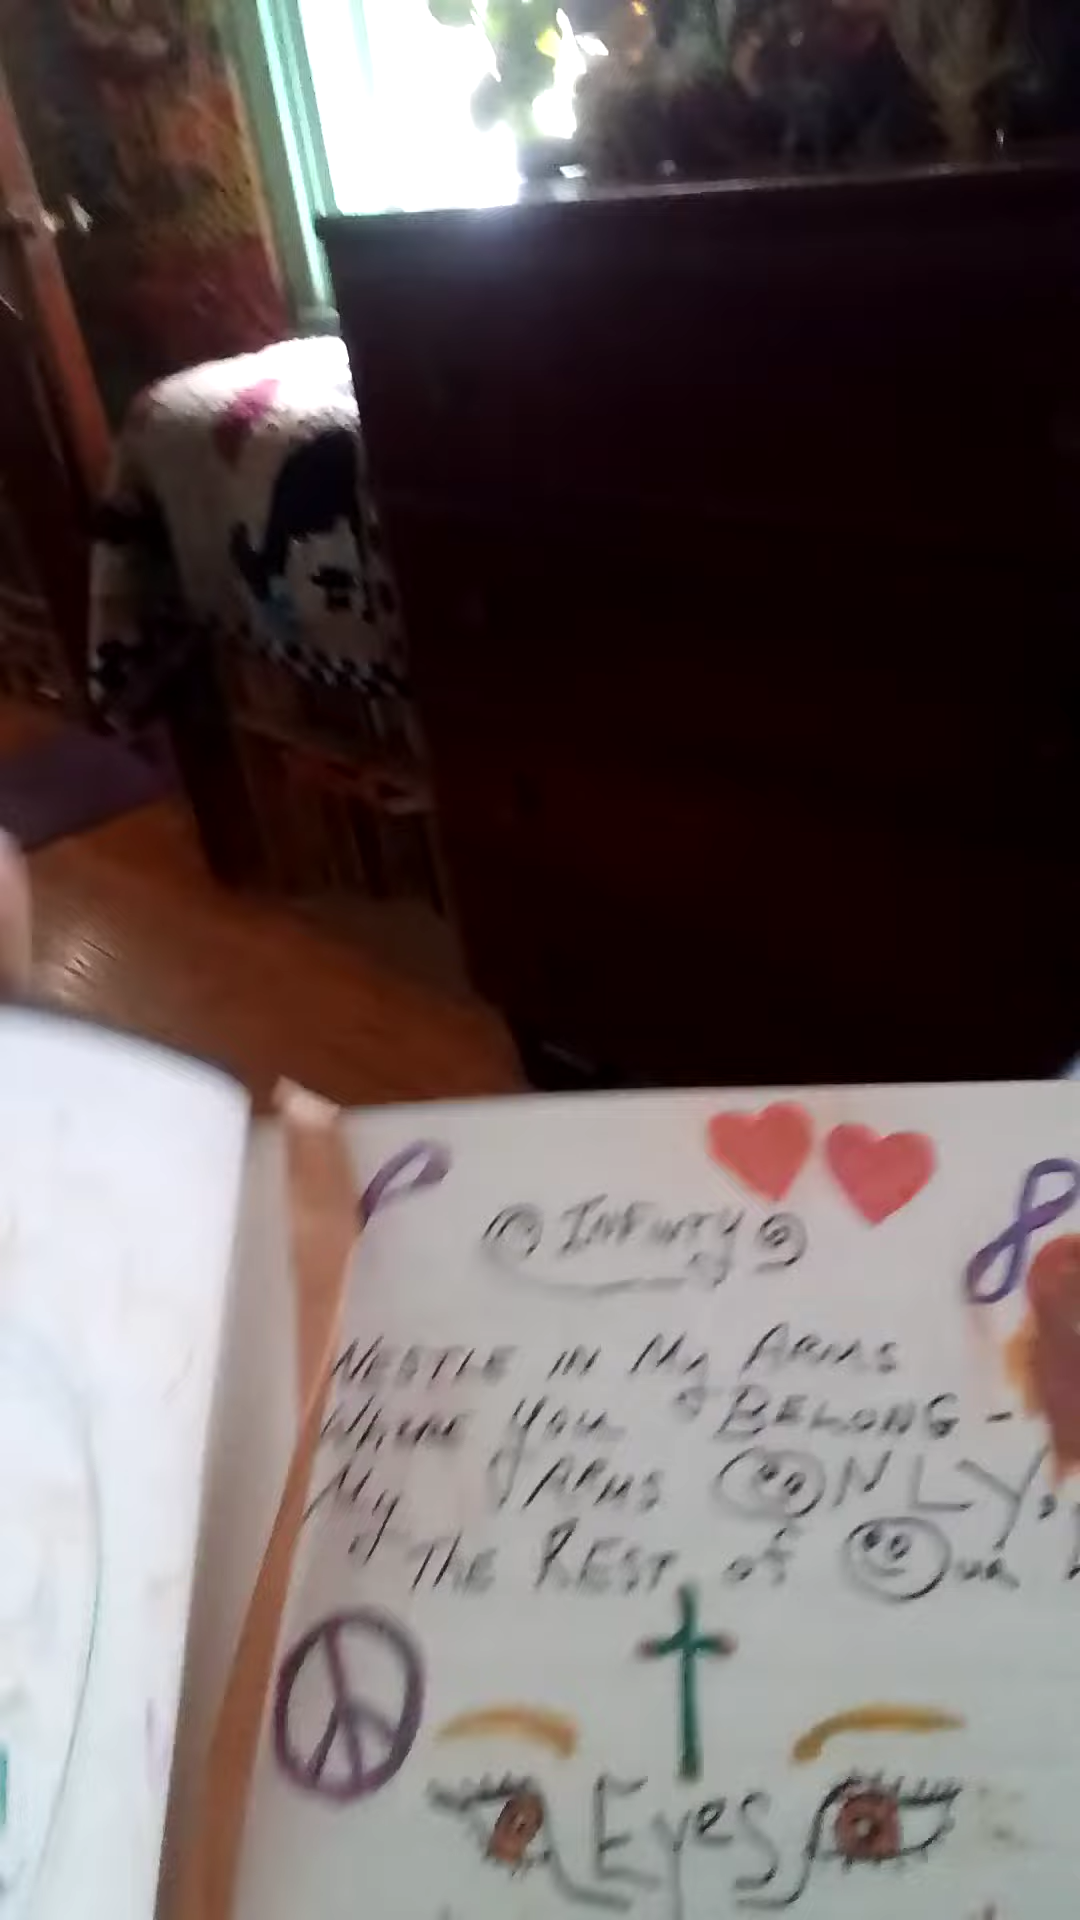 INFINITY
NESTLE IN My ARMS
Where you BELONG -
My ARMS ONLY,
The REST of Our
Eyes